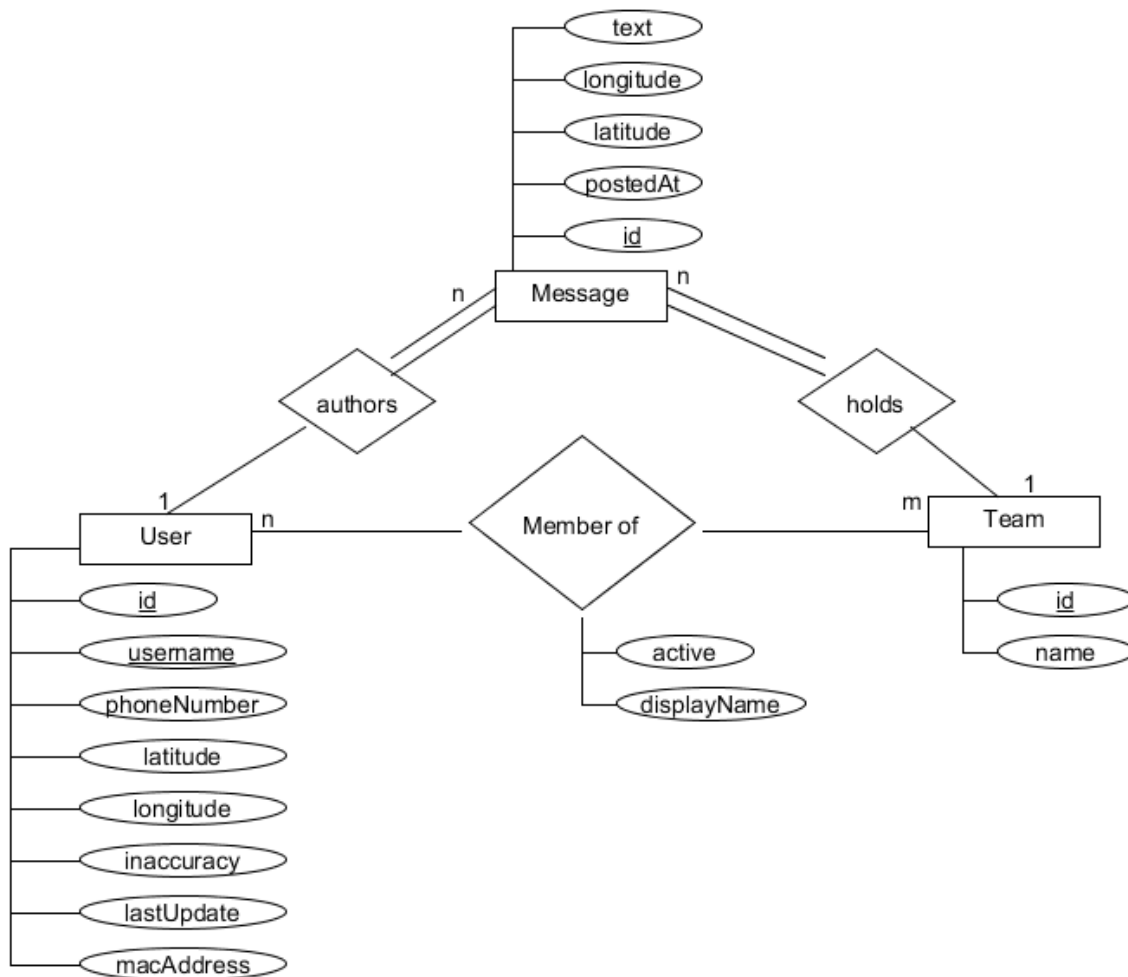 text
longitude
latitude
postedAt
id
n
Message
n
authors
holds
1
User
n
Member of
m
1
Team
id
username
phoneNumber
latitude
longitude
inaccuracy
lastUpdate
macAddress
active
displayName
id
name